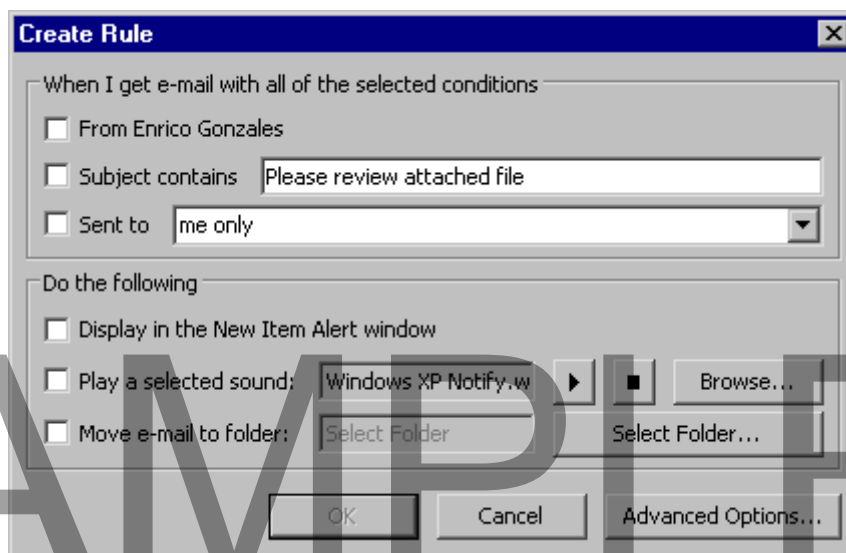 Create Rule
When I get e-mail with all of the selected conditions
From Enrico Gonzales
Subject contains Please review attached file
Sent to me only
Do the following
Display in the New Item Alert window
Play a selected sound: Windows XP Notify.w Browse...
Move e-mail to folder: Select Folder Select Folder...
OK Cancel Advanced Options...